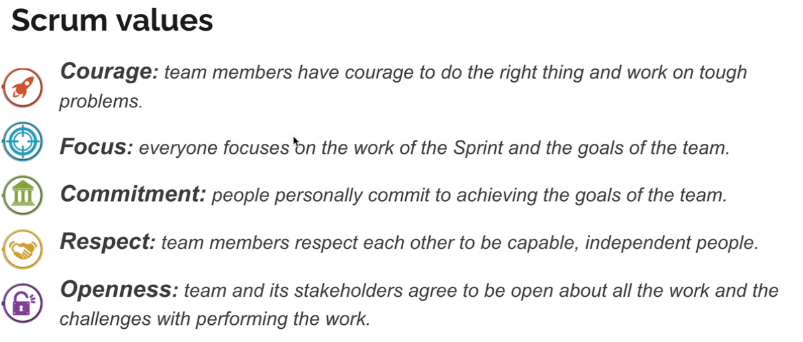 Scrum values
Courage: team members have courage to do the right thing and work on tough
problems.
Focus: everyone focuses on the work of the Sprint and the goals of the team.
Commitment: people personally commit to achieving the goals of the team.
Respect: team members respect each other to be capable, independent people.
Openness: team and its stakeholders agree to be open about all the work and the
challenges with performing the work.